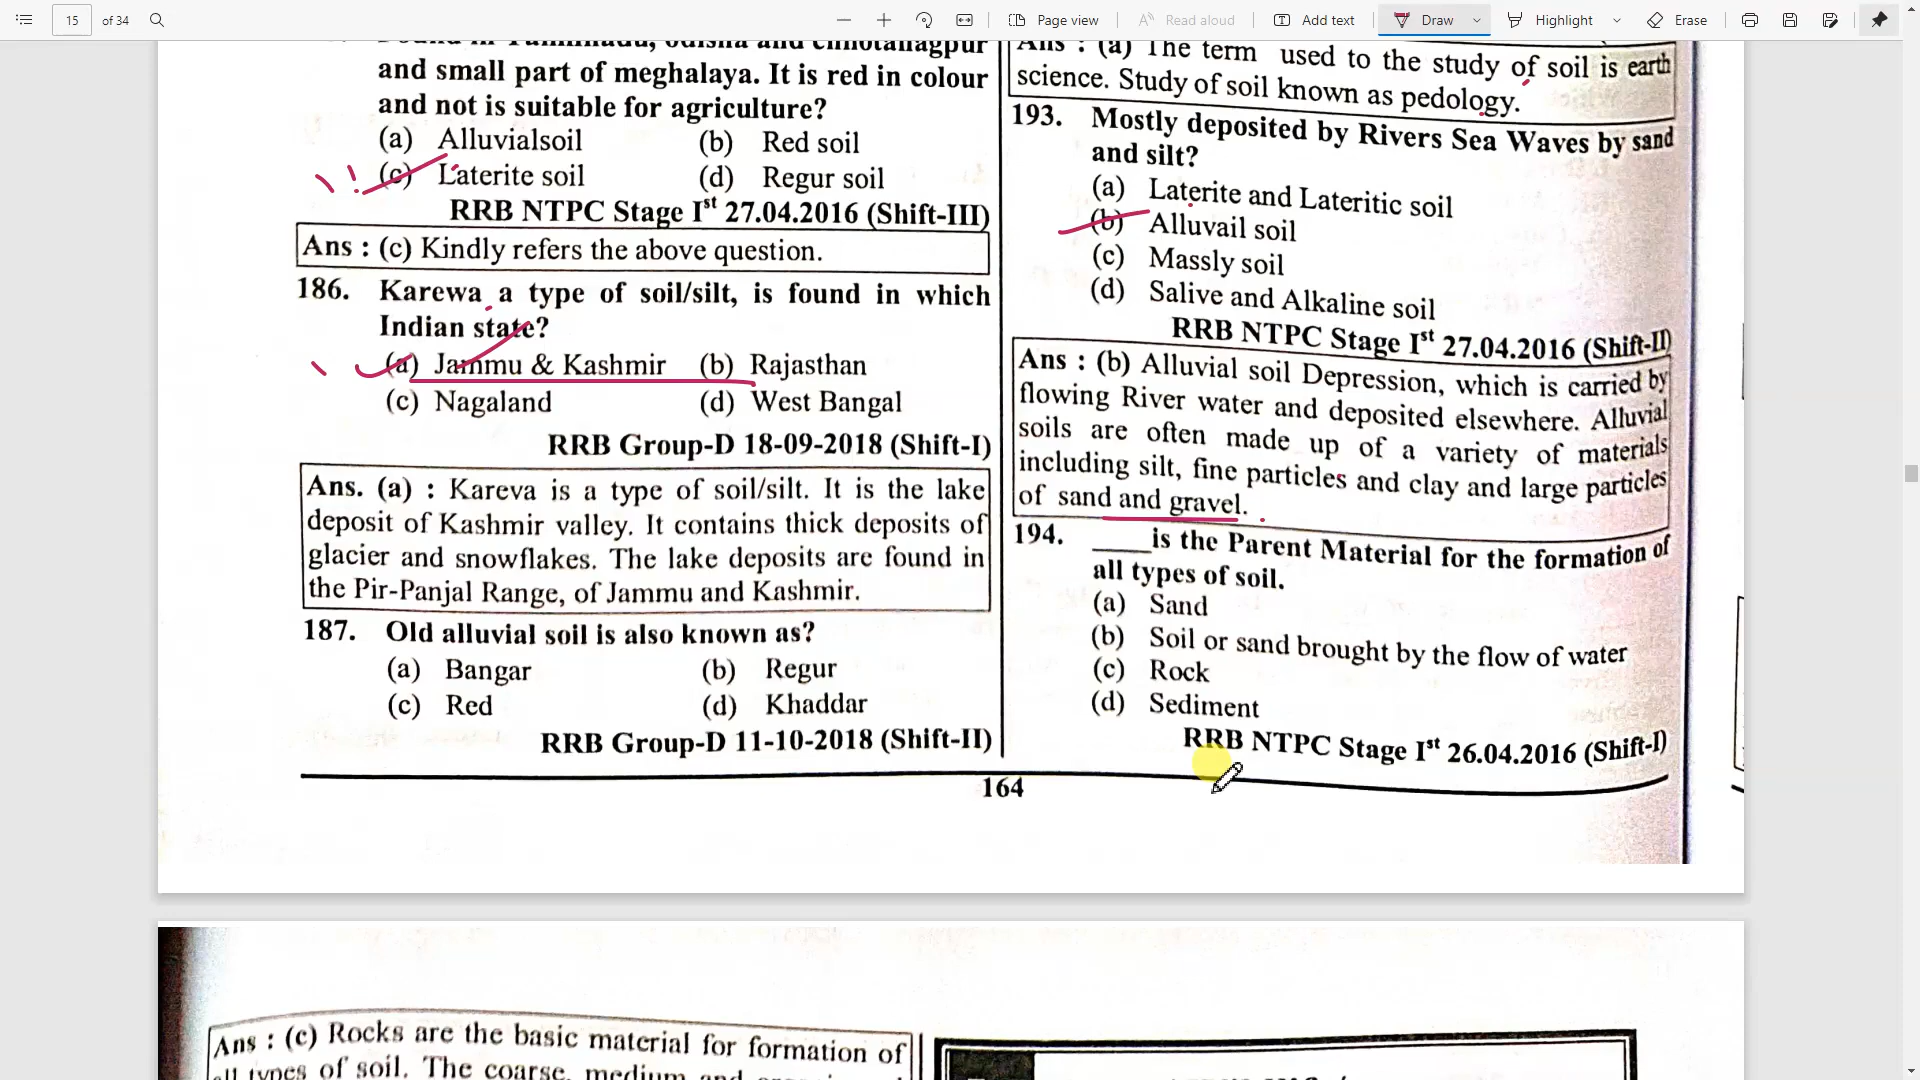 15 of 34
Page view
Read aloud
Add text
Draw
Highlight
Erase
and small part of meghalaya. It is red in colour
and not is suitable for agriculture?
(a) Alluvialsoil (b) Red soil
(c) Laterite soil (d) Regur soil
RRB NTPC Stage Ist 27.04.2016 (Shift-III)
Ans : (c) Kindly refers the above question.
186. Karewa a type of soil/silt, is found in which
Indian state?
(a) Jammu & Kashmir (b) Rajasthan
(c) Nagaland (d) West Bangal
RRB Group-D 18-09-2018 (Shift-I)
Ans. (a) : Kareva is a type of soil/silt. It is the lake
deposit of Kashmir valley. It contains thick deposits of
glacier and snowflakes. The lake deposits are found in
the Pir-Panjal Range, of Jammu and Kashmir.
187. Old alluvial soil is also known as?
(a) Bangar (b) Regur
(c) Red (d) Khaddar
RRB Group-D 11-10-2018 (Shift-II)
Ans : (a) The term used to the study of soil is earth
science. Study of soil known as pedology.
193. Mostly deposited by Rivers Sea Waves by sand
and silt?
(a) Laterite and Lateritic soil
(b) Alluvail soil
(c) Massly soil
(d) Salive and Alkaline soil
RRB NTPC Stage Ist 27.04.2016 (Shift-II)
Ans : (b) Alluvial soil Depression, which is carried by
flowing River water and deposited elsewhere. Alluvial
soils are often made up of a variety of materials
including silt, fine particles and clay and large particles
of sand and gravel.
194. ____is the Parent Material for the formation of
all types of soil.
(a) Sand
(b) Soil or sand brought by the flow of water
(c) Rock
(d) Sediment
RRB NTPC Stage Ist 26.04.2016 (Shift-I)
164
Ans : (c) Rocks are the basic material for formation of
all types of soil. The coarse, medium and